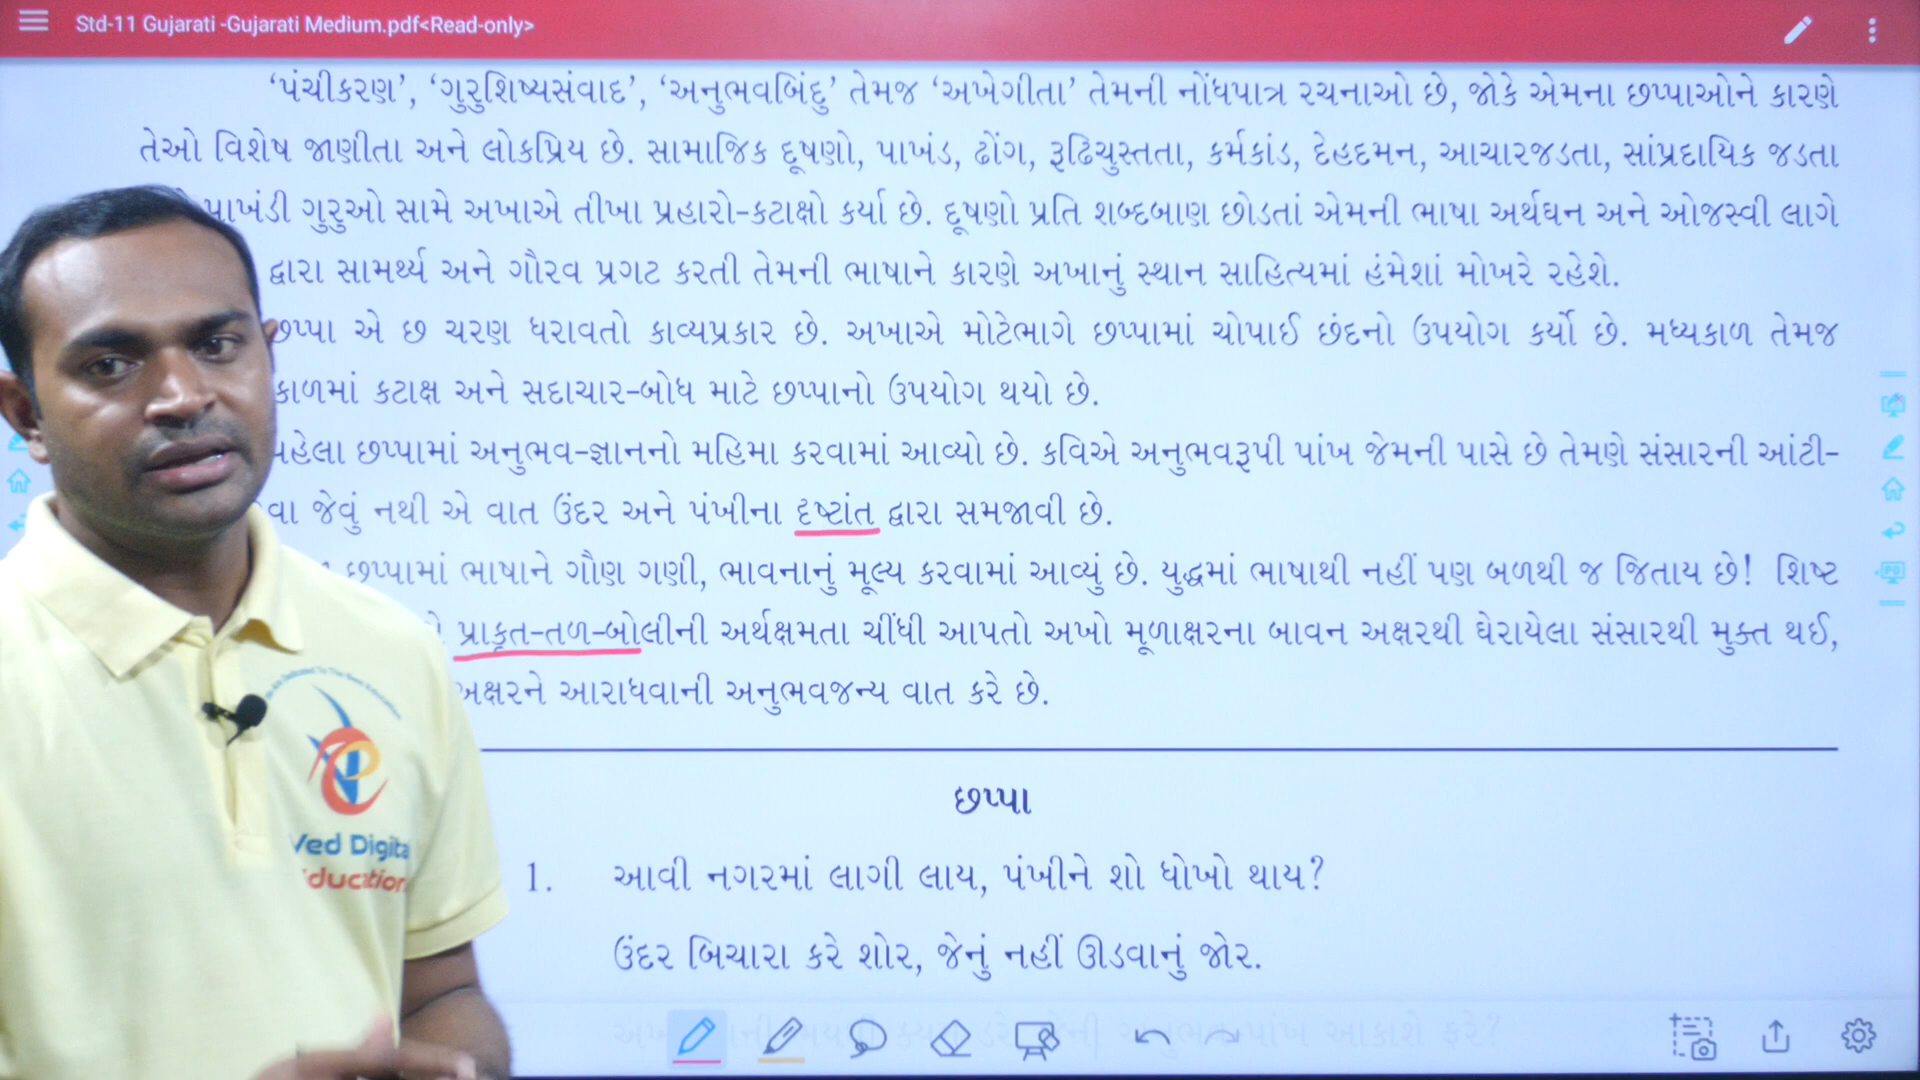 Std-11 Gujarati -Gujarati Medium.pdf<Read-only>
‘પંચીકરણ’, ‘ગુરુશિષ્યસંવાદ’, ‘અનુભવબિંદુ’ તેમજ ‘અખેગીતા’ તેમની નોંધપાત્ર રચનાઓ છે, જોકે એમના છપ્પાઓને કારણે
તેઓ વિશેષ જાણીતા અને લોકપ્રિય છે. સામાજિક દૂષણો, પાખંડ, ઢોંગ, રૂઢિચુસ્તતા, કર્મકાંડ, દેહદમન, આચારજડતા, સાંપ્રદાયિક જડતા
પાખંડી ગુરુઓ સામે અખાએ તીખા પ્રહારો-કટાક્ષો કર્યા છે. દૂષણો પ્રતિ શબ્દબાણ છોડતાં એમની ભાષા અર્થઘન અને ઓજસ્વી લાગે
દ્વારા સામર્થ્ય અને ગૌરવ પ્રગટ કરતી તેમની ભાષાને કારણે અખાનું સ્થાન સાહિત્યમાં હંમેશાં મોખરે રહેશે.
છપ્પા એ છ ચરણ ધરાવતો કાવ્યપ્રકાર છે. અખાએ મોટેભાગે છપ્પામાં ચોપાઈ છંદનો ઉપયોગ કર્યો છે. મધ્યકાળ તેમજ
કાળમાં કટાક્ષ અને સદાચાર-બોધ માટે છપ્પાનો ઉપયોગ થયો છે.
પહેલા છપ્પામાં અનુભવ-જ્ઞાનનો મહિમા કરવામાં આવ્યો છે. કવિએ અનુભવરૂપી પાંખ જેમની પાસે છે તેમણે સંસારની આંટી-
વા જેવું નથી એ વાત ઉંદર અને પંખીના દૃષ્ટાંત દ્વારા સમજાવી છે.
છપ્પામાં ભાષાને ગૌણ ગણી, ભાવનાનું મૂલ્ય કરવામાં આવ્યું છે. યુદ્ધમાં ભાષાથી નહીં પણ બળથી જ જિતાય છે! શિષ્ટ
પ્રાકૃત-તળ-બોલીની અર્થક્ષમતા ચીંધી આપતો અખો મૂળાક્ષરના બાવન અક્ષરથી ઘેરાયેલા સંસારથી મુક્ત થઈ,
અક્ષરને આરાધવાની અનુભવજન્ય વાત કરે છે.
છપ્પા
1. આવી નગરમાં લાગી લાય, પંખીને શો ધોખો થાય?
ઉંદર બિચારા કરે શોર, જેનું નહીં ઊડવાનું જોર.
Ved Digital
Education